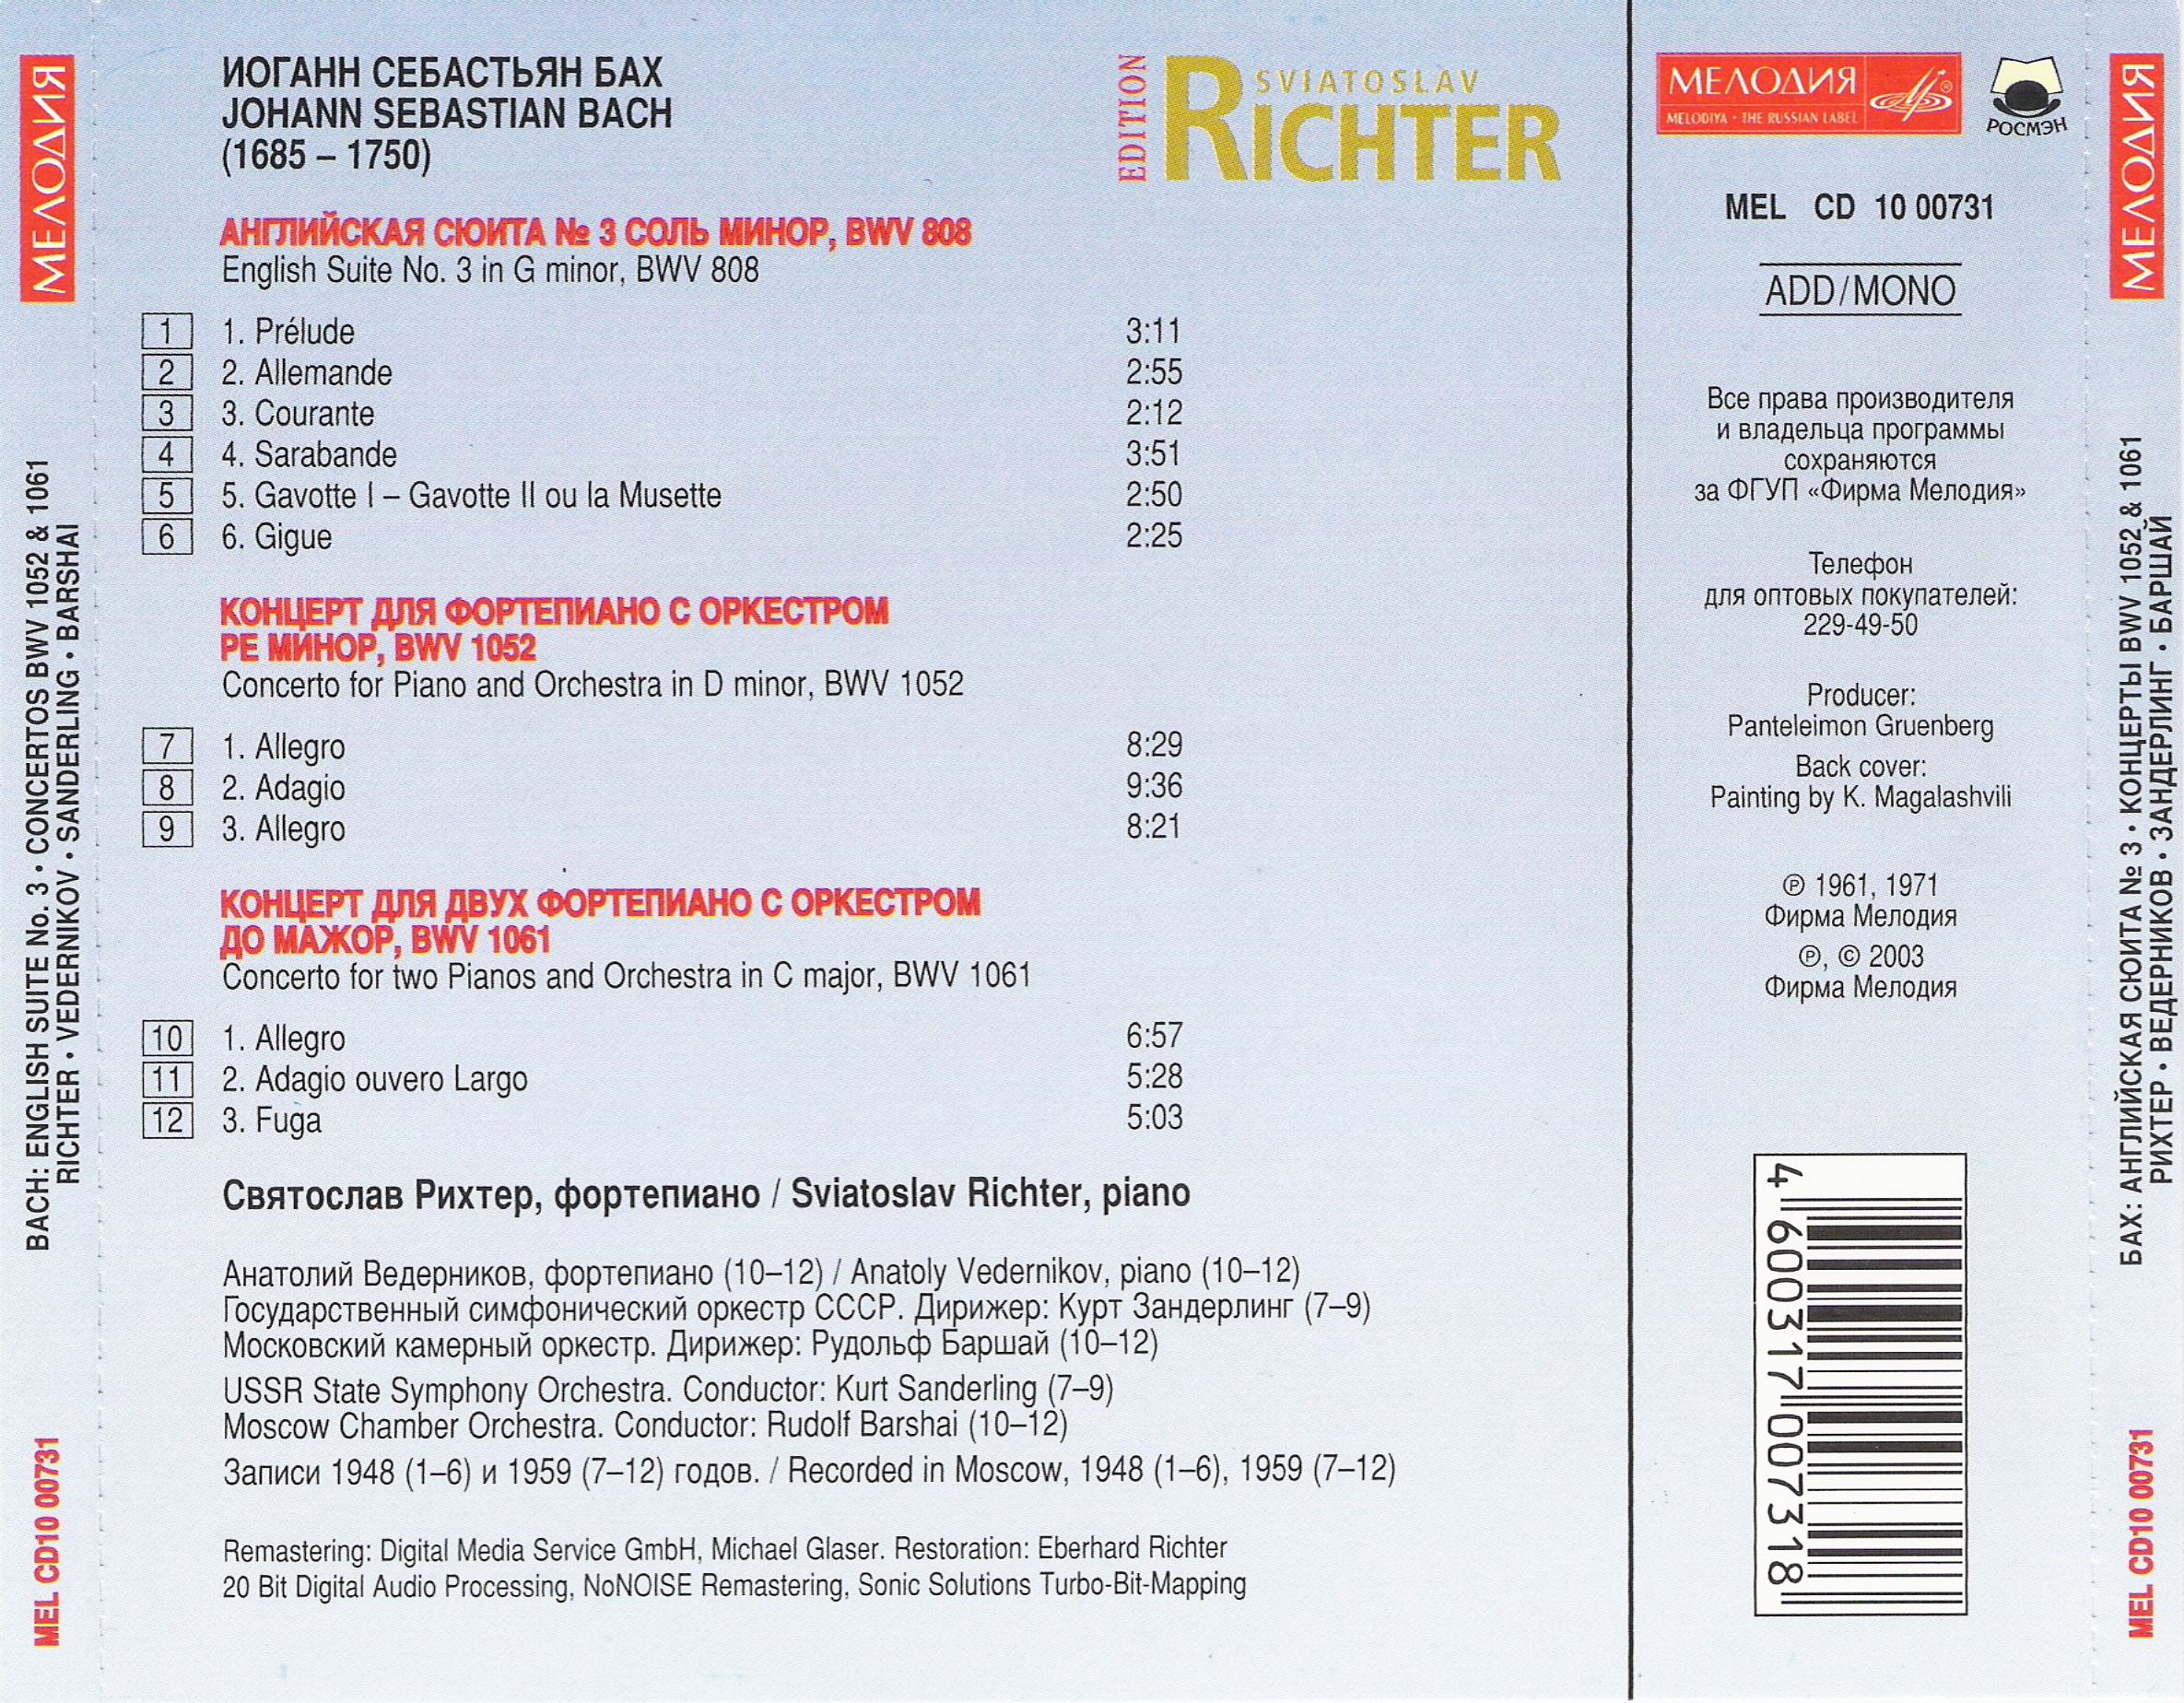 МЕЛОДИЯ
BACH: ENGLISH SUITE No. 3 • CONCERTOS BWV 1052 & 1061
RICHTER • VEDERNIKOV • SANDERLING • BARSHAI
MEL CD10 00731
ИОГАНН СЕБАСТЬЯН БАХ
JOHANN SEBASTIAN BACH
(1685 – 1750)
EDITION
SVIATOSLAV
RICHTER
АНГЛИЙСКАЯ СЮИТА № 3 СОЛЬ МИНОР, BWV 808
English Suite No. 3 in G minor, BWV 808
1 1. Prélude 3:11
2 2. Allemande 2:55
3 3. Courante 2:12
4 4. Sarabande 3:51
5 5. Gavotte I – Gavotte II ou la Musette 2:50
6 6. Gigue 2:25
КОНЦЕРТ ДЛЯ ФОРТЕПИАНО С ОРКЕСТРОМ
РЕ МИНОР, BWV 1052
Concerto for Piano and Orchestra in D minor, BWV 1052
7 1. Allegro 8:29
8 2. Adagio 9:36
9 3. Allegro 8:21
КОНЦЕРТ ДЛЯ ДВУХ ФОРТЕПИАНО С ОРКЕСТРОМ
ДО МАЖОР, BWV 1061
Concerto for two Pianos and Orchestra in C major, BWV 1061
10 1. Allegro 6:57
11 2. Adagio ouvero Largo 5:28
12 3. Fuga 5:03
Святослав Рихтер, фортепиано / Sviatoslav Richter, piano
Анатолий Ведерников, фортепиано (10–12) / Anatoly Vedernikov, piano (10–12)
Государственный симфонический оркестр СССР. Дирижер: Курт Зандерлинг (7–9)
Московский камерный оркестр. Дирижер: Рудольф Баршай (10–12)
USSR State Symphony Orchestra. Conductor: Kurt Sanderling (7–9)
Moscow Chamber Orchestra. Conductor: Rudolf Barshai (10–12)
Записи 1948 (1–6) и 1959 (7–12) годов. / Recorded in Moscow, 1948 (1–6), 1959 (7–12)
Remastering: Digital Media Service GmbH, Michael Glaser. Restoration: Eberhard Richter
20 Bit Digital Audio Processing, NoNOISE Remastering, Sonic Solutions Turbo-Bit-Mapping
МЕЛОДИЯ
MELODIYA • THE RUSSIAN LABEL
®
РОСМЭН
MEL CD 10 00731
ADD/MONO
Все права производителя
и владельца программы
сохраняются
за ФГУП «Фирма Мелодия»
Телефон
для оптовых покупателей:
229-49-50
Producer:
Panteleimon Gruenberg
Back cover:
Painting by K. Magalashvili
℗ 1961, 1971
Фирма Мелодия
℗, © 2003
Фирма Мелодия
4 600317 007318
МЕЛОДИЯ
БАХ: АНГЛИЙСКАЯ СЮИТА № 3 • КОНЦЕРТЫ BWV 1052 & 1061
РИХТЕР • ВЕДЕРНИКОВ • ЗАНДЕРЛИНГ • БАРШАЙ
MEL CD10 00731